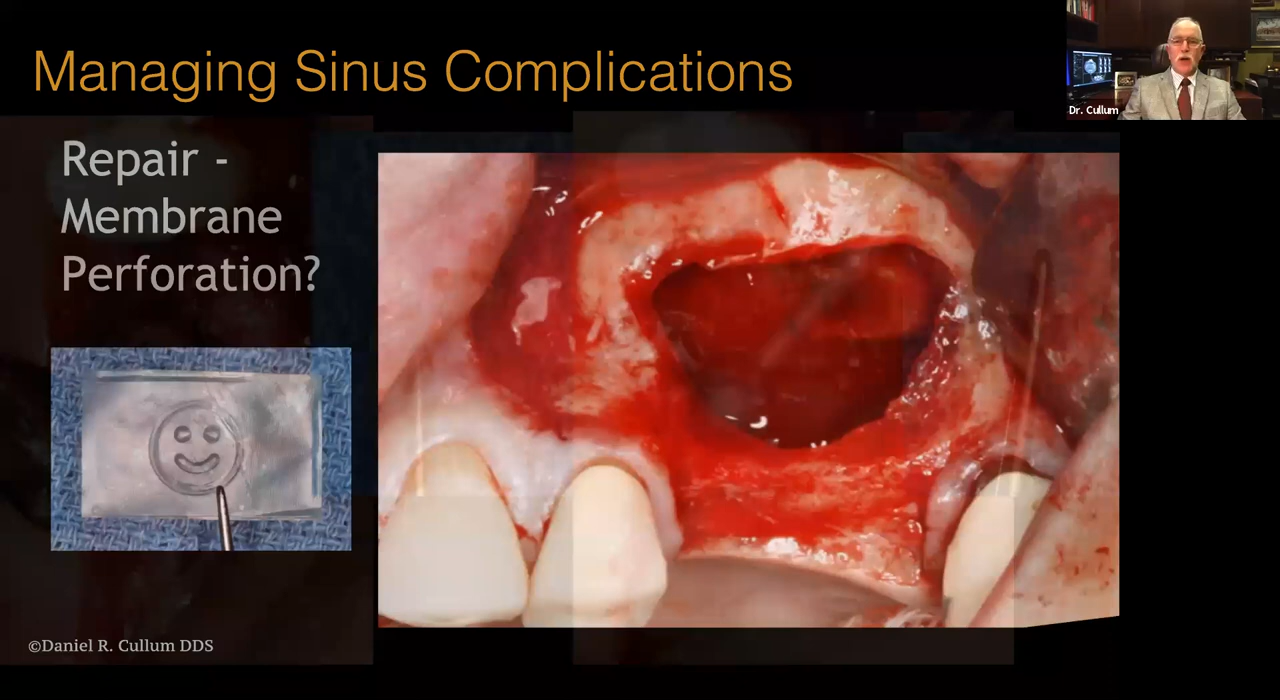 Managing Sinus Complications
Dr. Cullum
Repair -
Membrane
Perforation?
©Daniel R. Cullum DDS